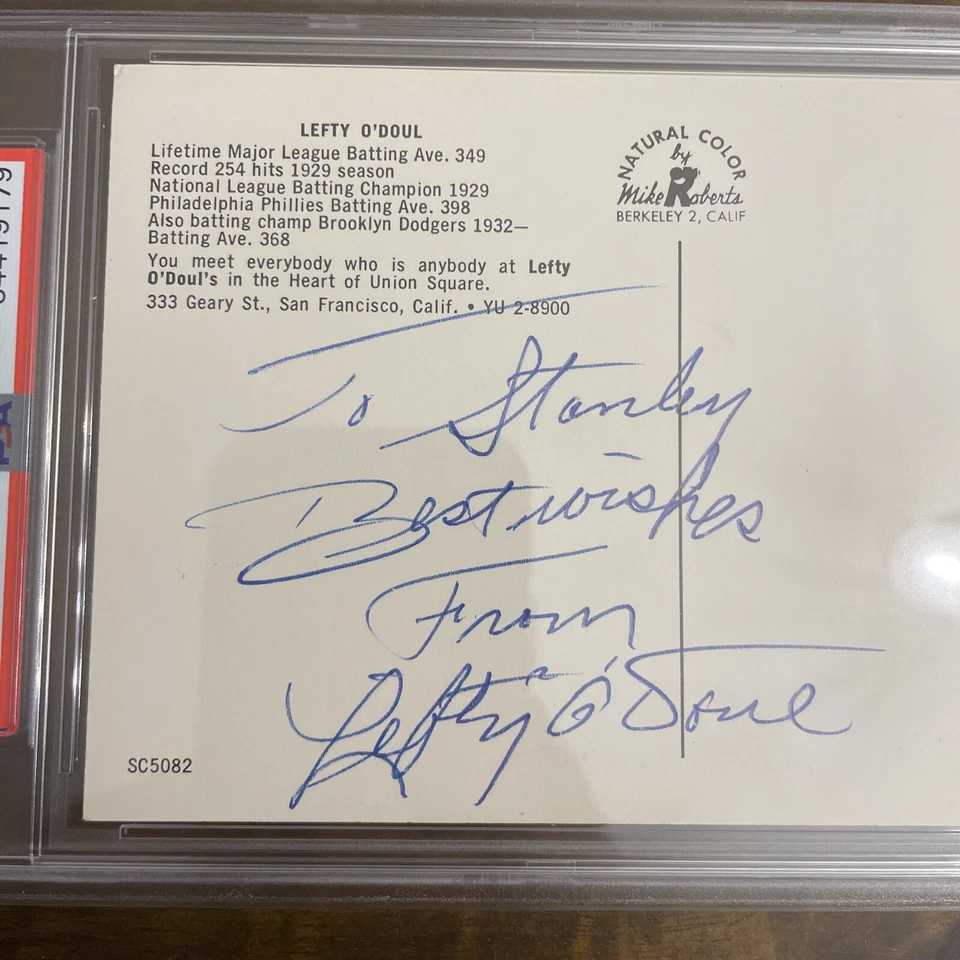 LEFTY O'DOUL
Lifetime Major League Batting Ave. 349
Record 254 hits 1929 season
National League Batting Champion 1929
Philadelphia Phillies Batting Ave. 398
Also batting champ Brooklyn Dodgers 1932—
Batting Ave. 368
You meet everybody who is anybody at Lefty
O'Doul's in the Heart of Union Square.
333 Geary St., San Francisco, Calif. • YU 2-8900
NATURAL COLOR
by
Mike Roberts
BERKELEY 2, CALIF
To Stanley
Best wishes
From
Lefty O'Doul
SC5082
PSA